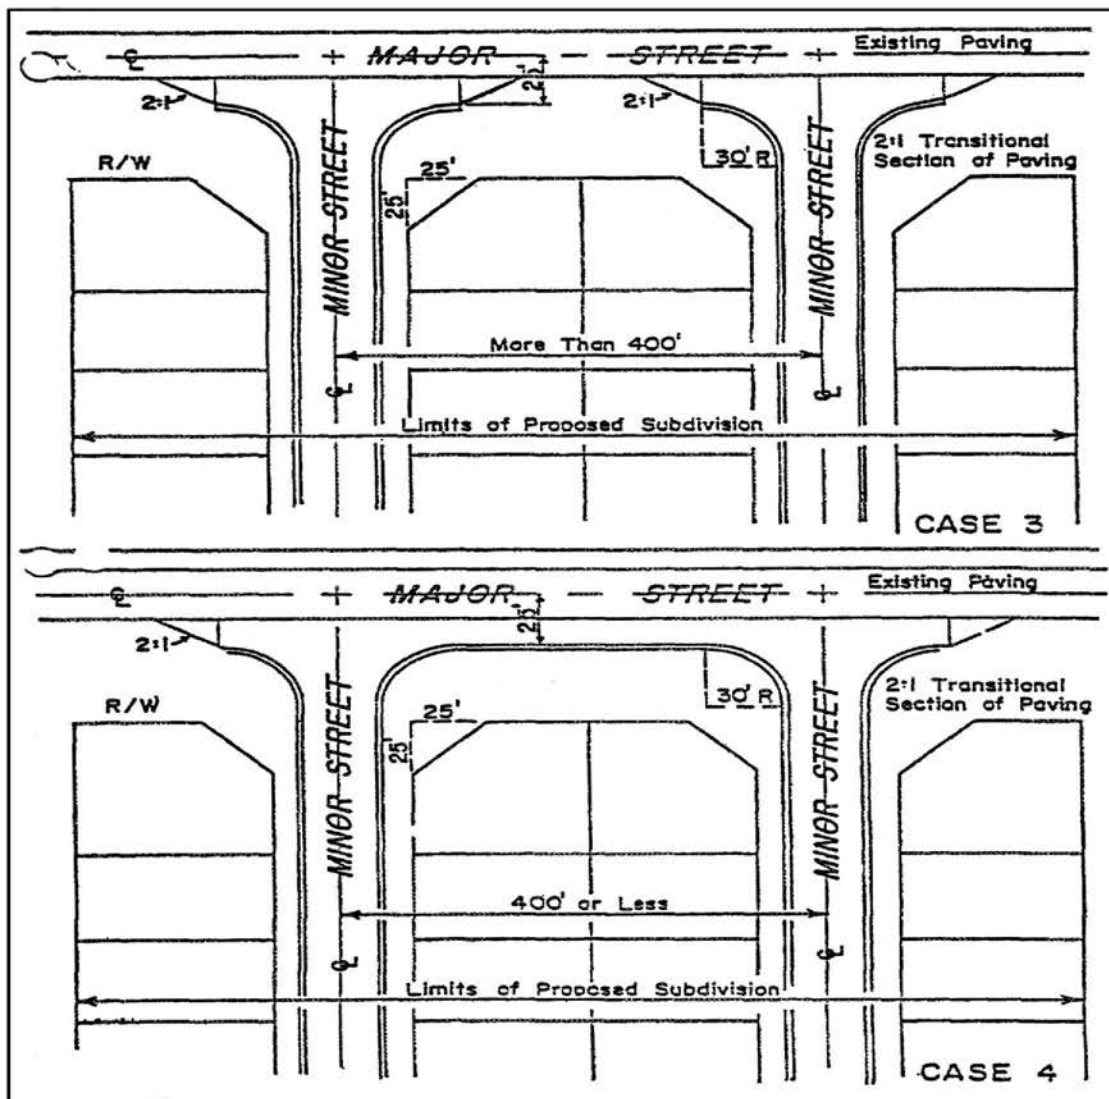 ℄ MAJOR STREET Existing Paving
2:1 2:1
MINOR STREET MINOR STREET
2:1 Transitional
Section of Paving
R/W 25' 30' R
25'
More Than 400'
℄ ℄
Limits of Proposed Subdivision
CASE 3
℄ MAJOR STREET Existing Paving
2:1
MINOR STREET MINOR STREET
2:1 Transitional
Section of Paving
R/W 25' 30' R
25'
400' or Less
℄ ℄
Limits of Proposed Subdivision
CASE 4